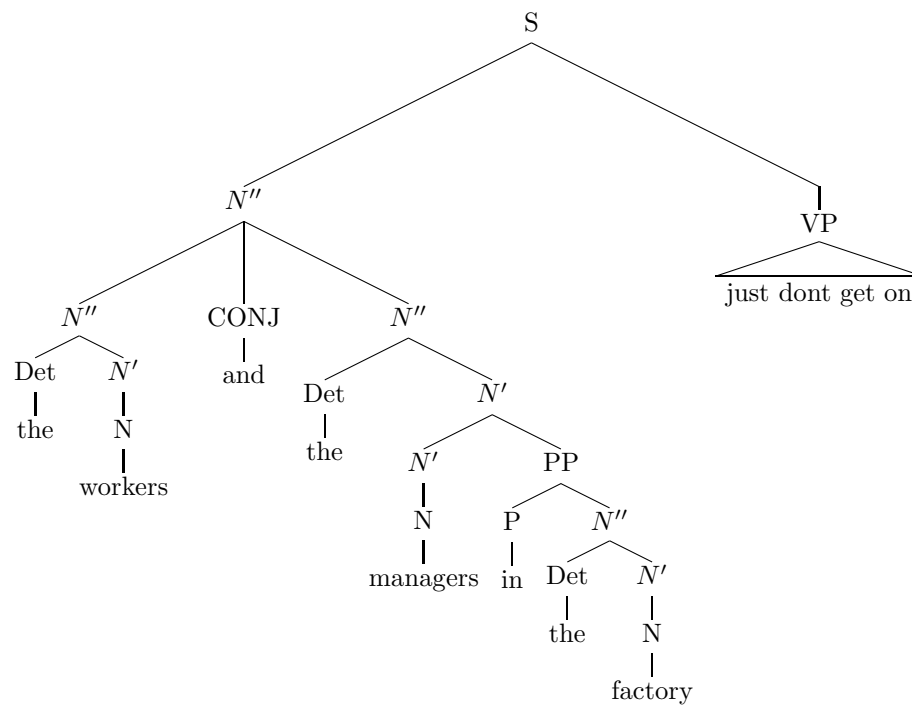 S
N″
VP
just dont get on
N″ CONJ N″
Det N′ and Det N′
the N the N′ PP
workers N P N″
managers in Det N′
the N
factory